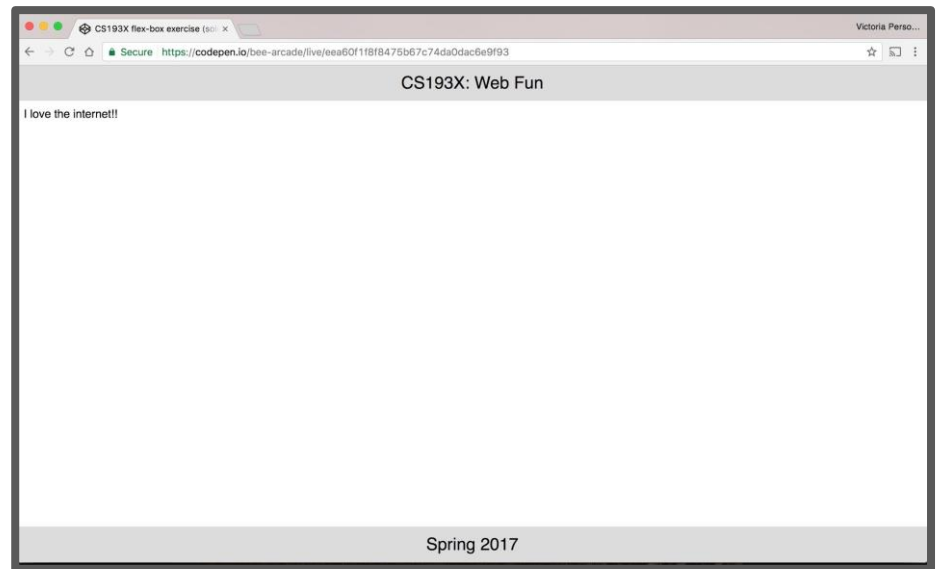 CS193X flex-box exercise (sol
Victoria Perso...
Secure https://codepen.io/bee-arcade/live/eea60f1f8f8475b67c74da0dac6e9f93
CS193X: Web Fun
I love the internet!!
Spring 2017